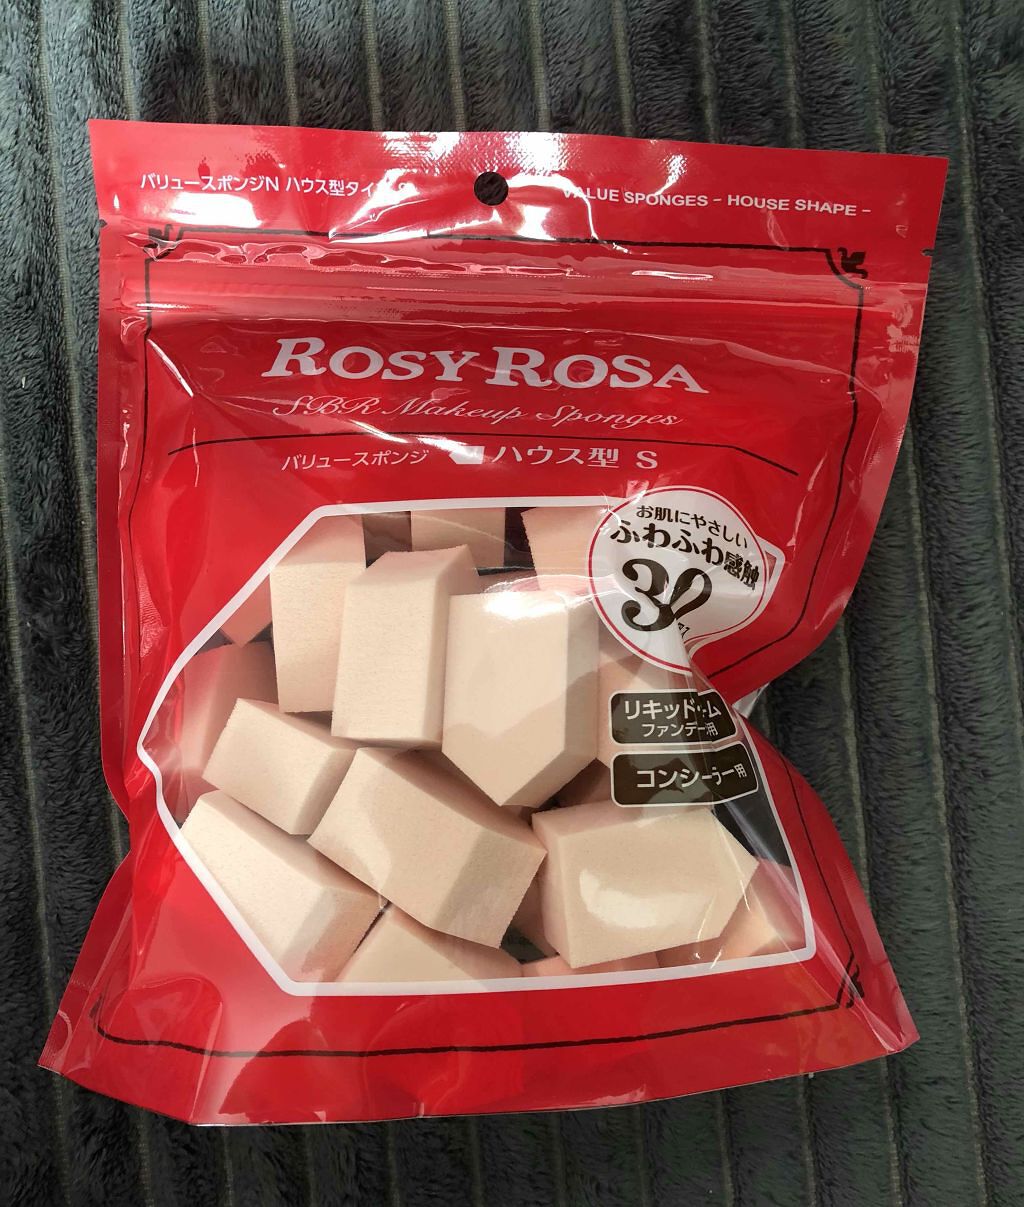 バリュースポンジN ハウス型タイプ S
VALUE SPONGES - HOUSE SHAPE -
ROSY ROSA
SBR Makeup Sponges
バリュースポンジ ハウス型 S
お肌にやさしい
ふわふわ感触
30
リキッド
ファンデ 用
コンシーラー用